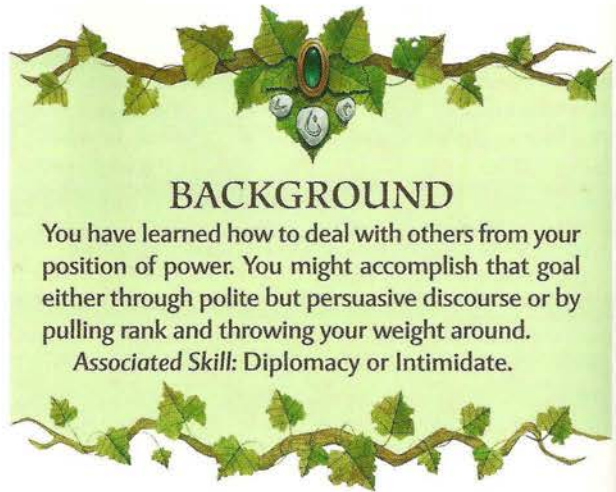 BACKGROUND
You have learned how to deal with others from your
position of power. You might accomplish that goal
either through polite but persuasive discourse or by
pulling rank and throwing your weight around.
Associated Skill: Diplomacy or Intimidate.